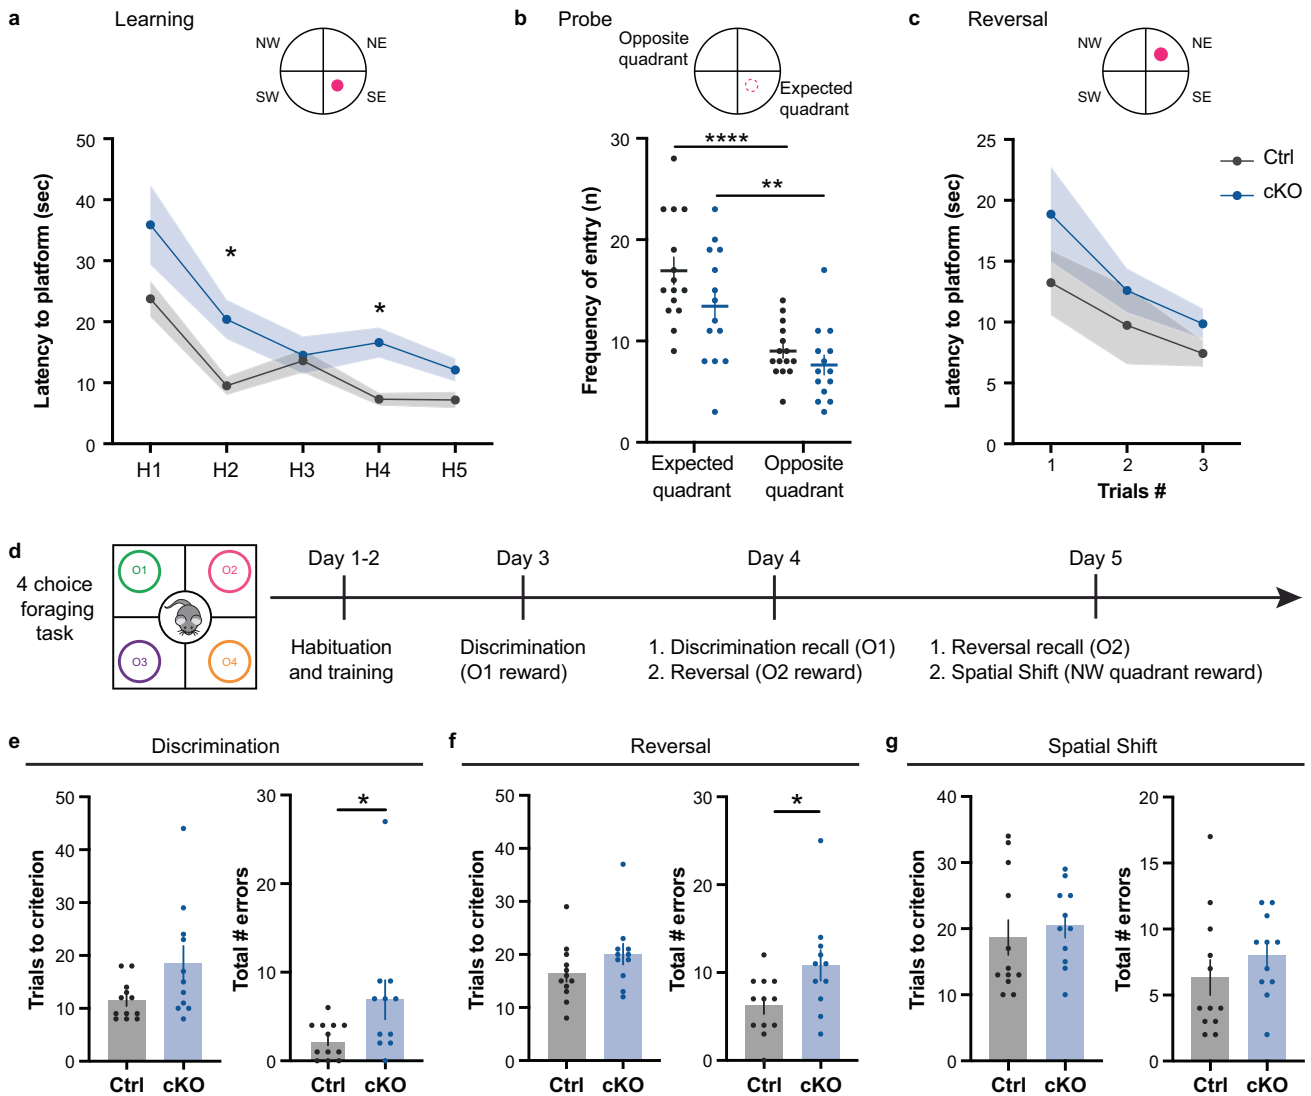 a
Learning
NW
NE
SW
SE
Latency to platform (sec)
50
40
30
20
10
0
*
*
H1
H2
H3
H4
H5
b
Probe
Opposite
quadrant
Expected
quadrant
Frequency of entry (n)
30
20
10
0
****
**
Expected
quadrant
Opposite
quadrant
c
Reversal
NW
NE
SW
SE
Latency to platform (sec)
25
20
15
10
5
0
1
2
3
Trials #
Ctrl
cKO
d
4 choice
foraging
task
O1
O2
O3
O4
Day 1-2
Habituation
and training
Day 3
Discrimination
(O1 reward)
Day 4
1. Discrimination recall (O1)
2. Reversal (O2 reward)
Day 5
1. Reversal recall (O2)
2. Spatial Shift (NW quadrant reward)
e
Discrimination
Trials to criterion
50
40
30
20
10
0
Ctrl
cKO
Total # errors
30
20
10
0
*
Ctrl
cKO
f
Reversal
Trials to criterion
50
40
30
20
10
0
Ctrl
cKO
Total # errors
30
20
10
0
*
Ctrl
cKO
g
Spatial Shift
Trials to criterion
40
30
20
10
0
Ctrl
cKO
Total # errors
20
15
10
5
0
Ctrl
cKO